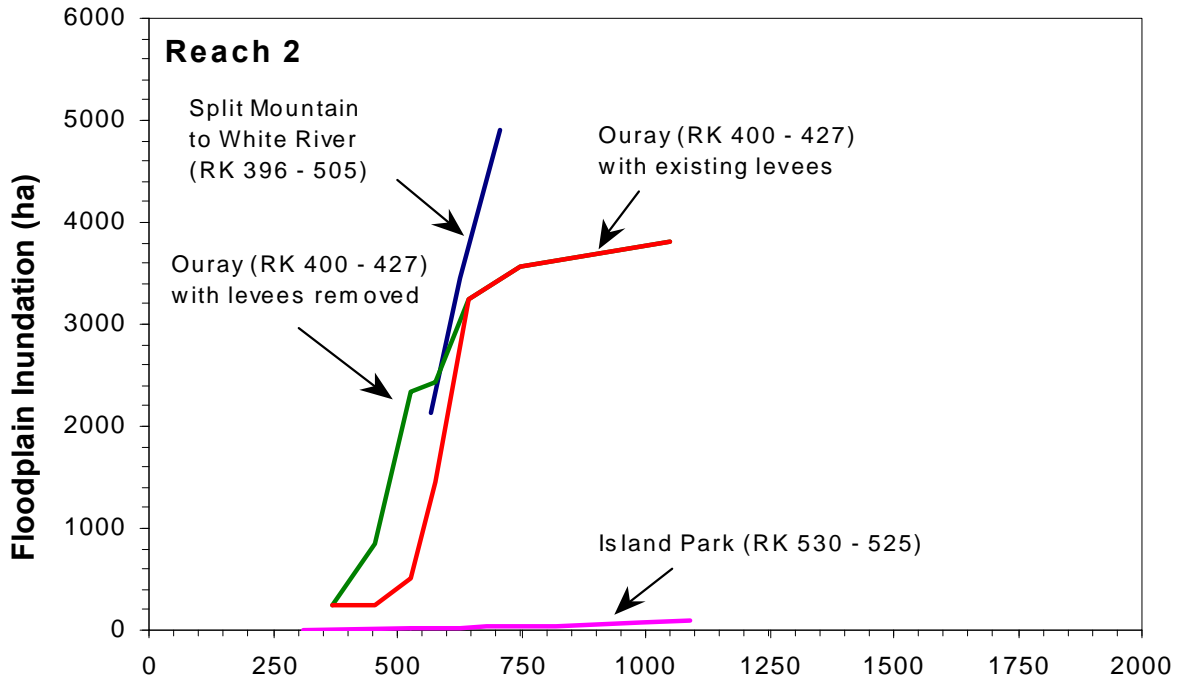 Reach 2
Split Mountain
to White River
(RK 396 - 505)
Ouray (RK 400 - 427)
with existing levees
Ouray (RK 400 - 427)
with levees removed
Island Park (RK 530 - 525)
Floodplain Inundation (ha)
6000
5000
4000
3000
2000
1000
0
0 250 500 750 1000 1250 1500 1750 2000